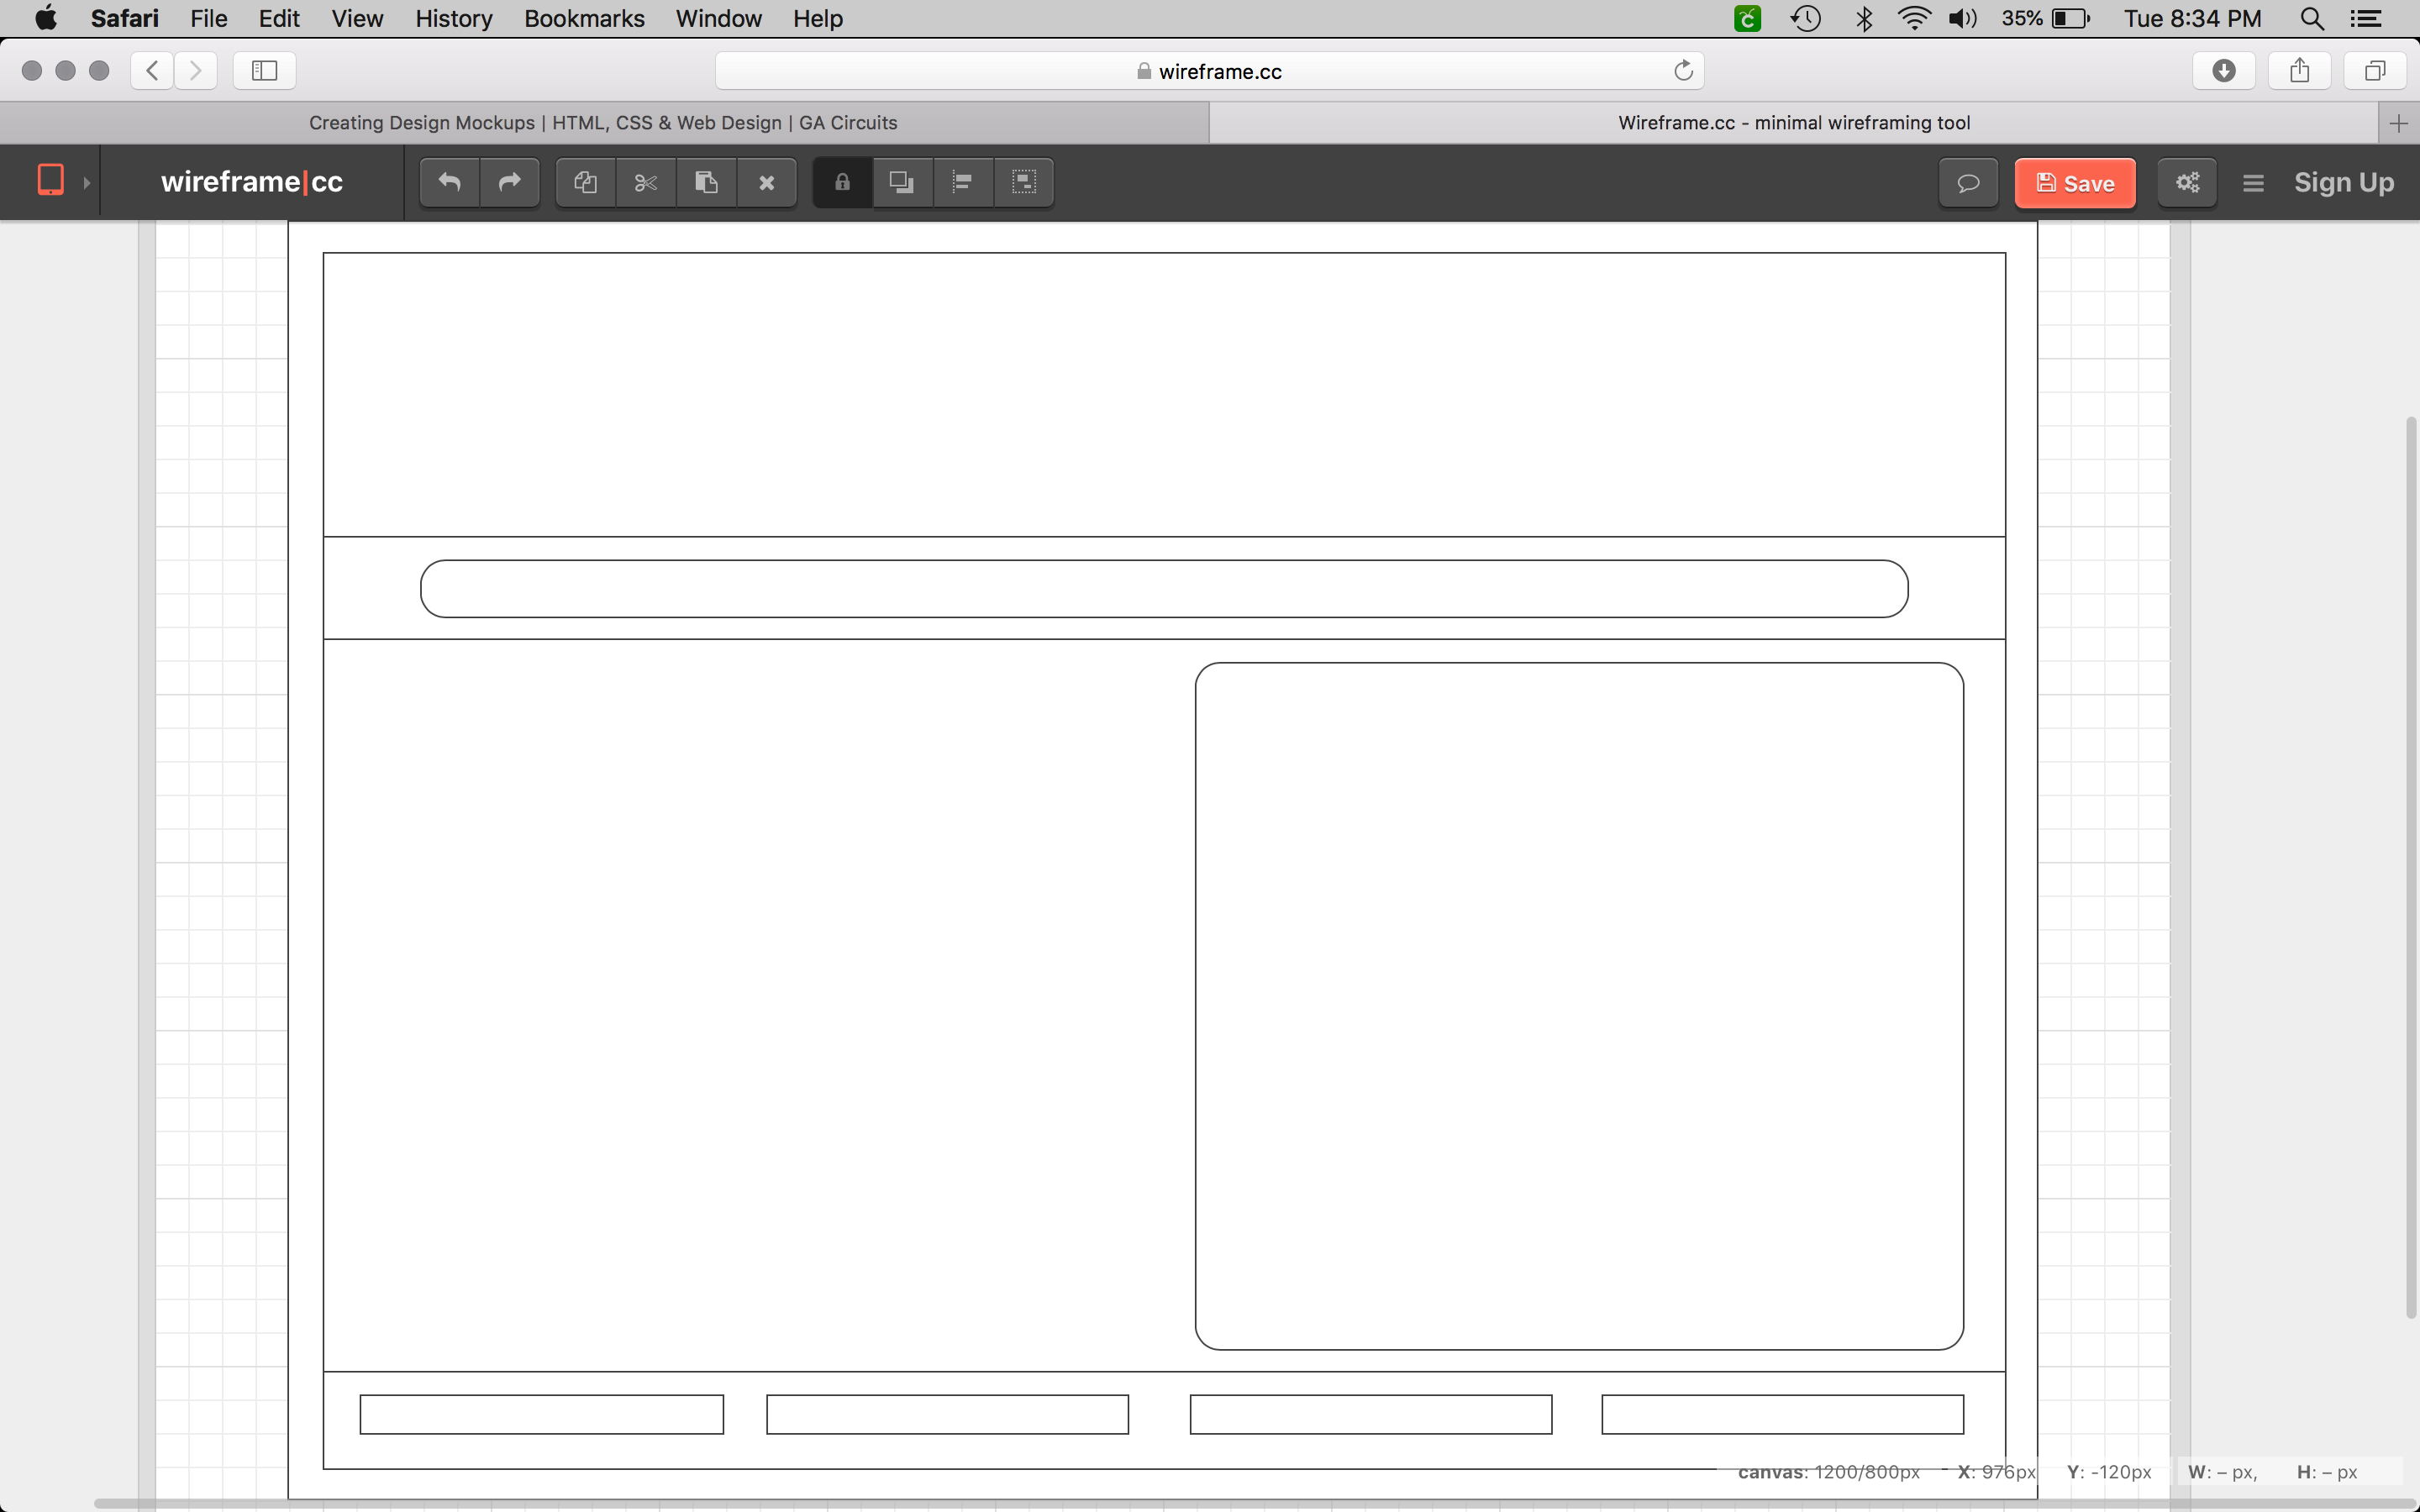 Safari File Edit View History Bookmarks Window Help 35% Tue 8:34 PM
wireframe.cc
Creating Design Mockups | HTML, CSS & Web Design | GA Circuits Wireframe.cc - minimal wireframing tool
wireframe|cc Save Sign Up
canvas: 1200/800px - X: 976px Y: -120px W: – px, H: – px